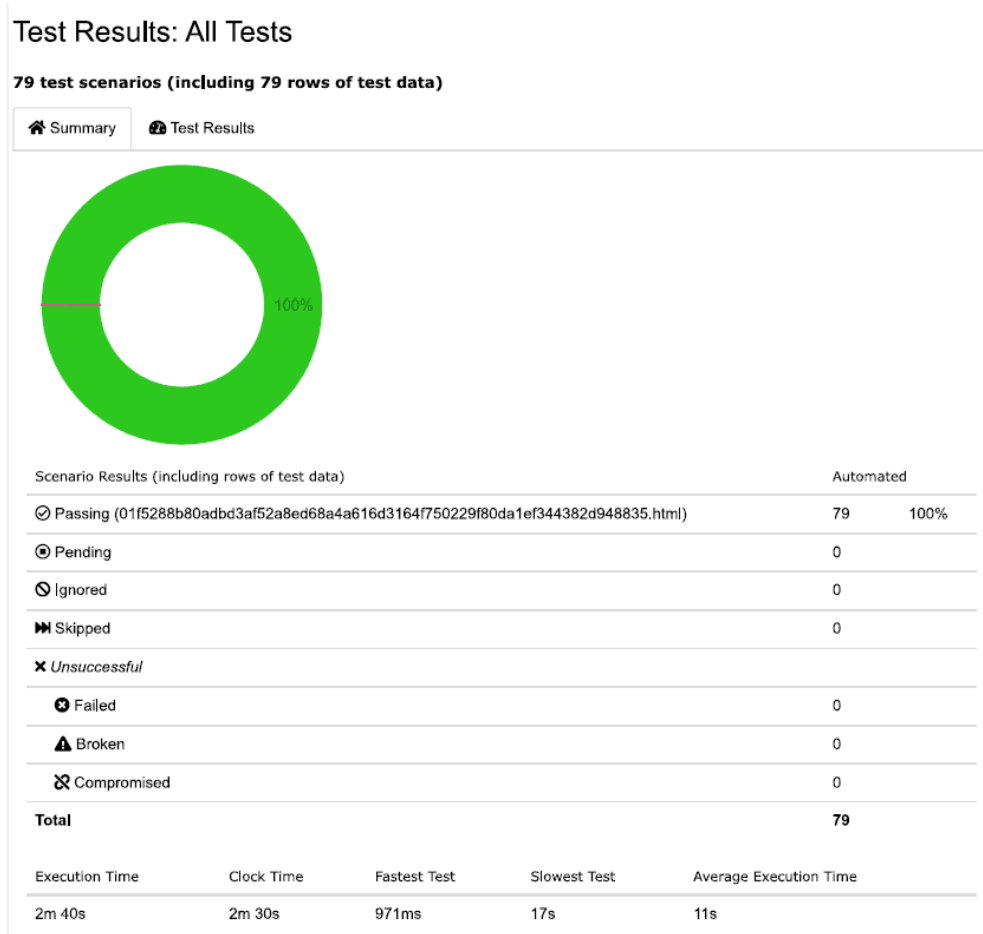 Test Results: All Tests
79 test scenarios (including 79 rows of test data)
Summary Test Results
100%
Scenario Results (including rows of test data) Automated
Passing (01f5288b80adbd3af52a8ed68a4a616d3164f750229f80da1ef344382d948835.html) 79 100%
Pending 0
Ignored 0
Skipped 0
Unsuccessful
Failed 0
Broken 0
Compromised 0
Total 79
Execution Time Clock Time Fastest Test Slowest Test Average Execution Time
2m 40s 2m 30s 971ms 17s 11s